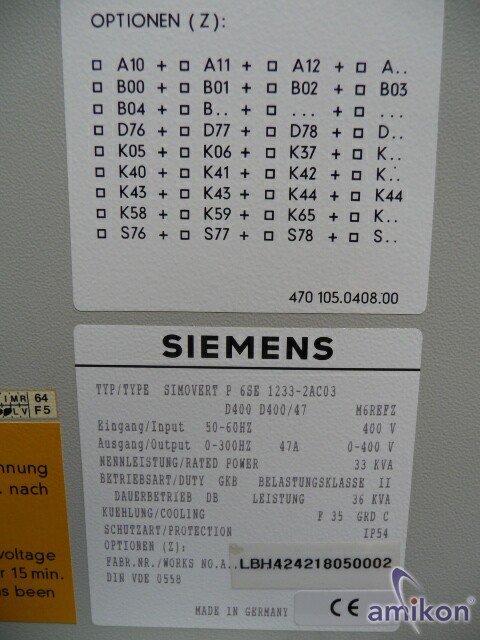 OPTIONEN (Z):
A10 + A11 + A12 + A..
B00 + B01 + B02 + B03
B04 + B.. + ... + ...
D76 + D77 + D78 + D..
K05 + K06 + K37 + K..
K40 + K41 + K42 + K..
K43 + K43 + K44 + K44
K58 + K59 + K65 + K..
S76 + S77 + S78 + S..
470 105.0408.00
SIEMENS
TYP/TYPE SIMOVERT P 6SE 1233-2AC03
D400 D400/47 M6REFZ
Eingang/Input 50-60HZ 400 V
Ausgang/Output 0-300HZ 47A 0-400 V
NENNLEISTUNG/RATED POWER 33 KVA
BETRIEBSART/DUTY GKB BELASTUNGSKLASSE II
DAUERBETRIEB DB LEISTUNG 36 KVA
KUEHLUNG/COOLING F 35 GRD C
SCHUTZART/PROTECTION IP54
OPTIONEN (Z):
FABR.NR./WORKS NO.A.. LBH424218050002
DIN VDE 0558
MADE IN GERMANY CE
amikon
IMR 64
LV F5
nach
voltage
15 min.
been